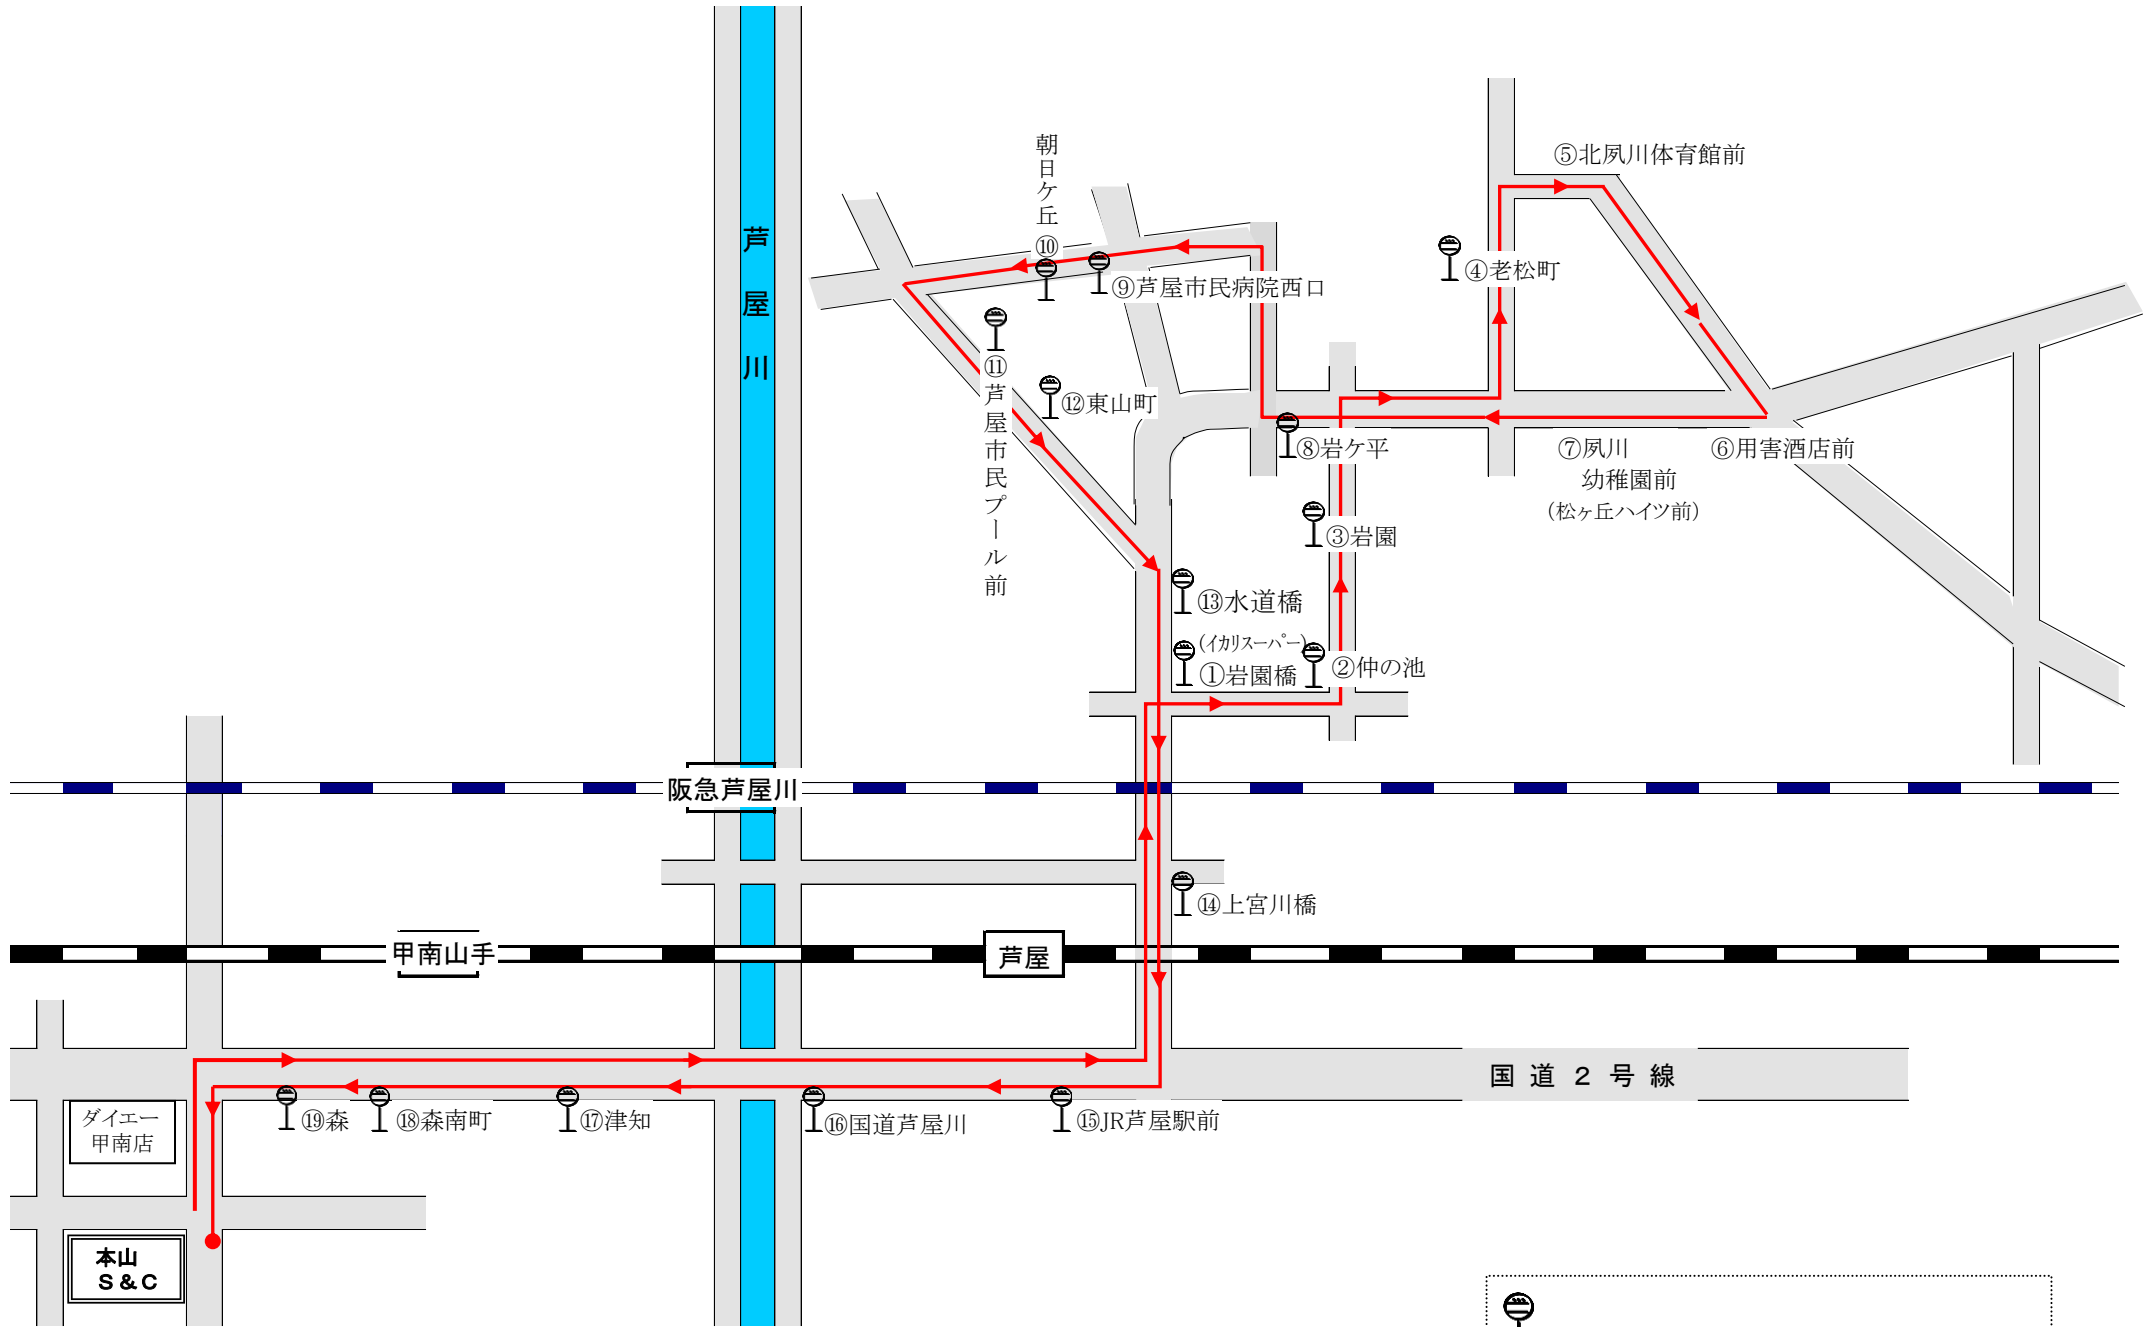 朝日ケ丘
⑩
⑤北夙川体育館前
芦屋川
④老松町
⑨芦屋市民病院西口
⑪芦屋市民プール前
⑫東山町
⑧岩ケ平
⑦夙川
幼稚園前
(松ヶ丘ハイツ前)
⑥用害酒店前
③岩園
⑬水道橋
(イカリスーパー)
①岩園橋
②仲の池
阪急芦屋川
⑭上宮川橋
甲南山手
芦屋
国道2号線
ダイエー
甲南店
⑲森
⑱森南町
⑰津知
⑯国道芦屋川
⑮JR芦屋駅前
本山
S&C